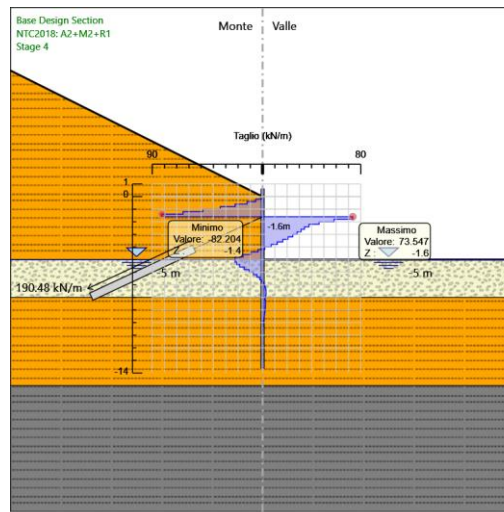 Base Design Section
NTC2018: A2+M2+R1
Stage 4
Monte Valle
Taglio (kN/m)
90 80
1
0
Minimo
Valore: -82.204
Z : -1.4
-1.6m
Massimo
Valore: 73.547
Z : -1.6
-5 m -5 m
190.48 kN/m
-14